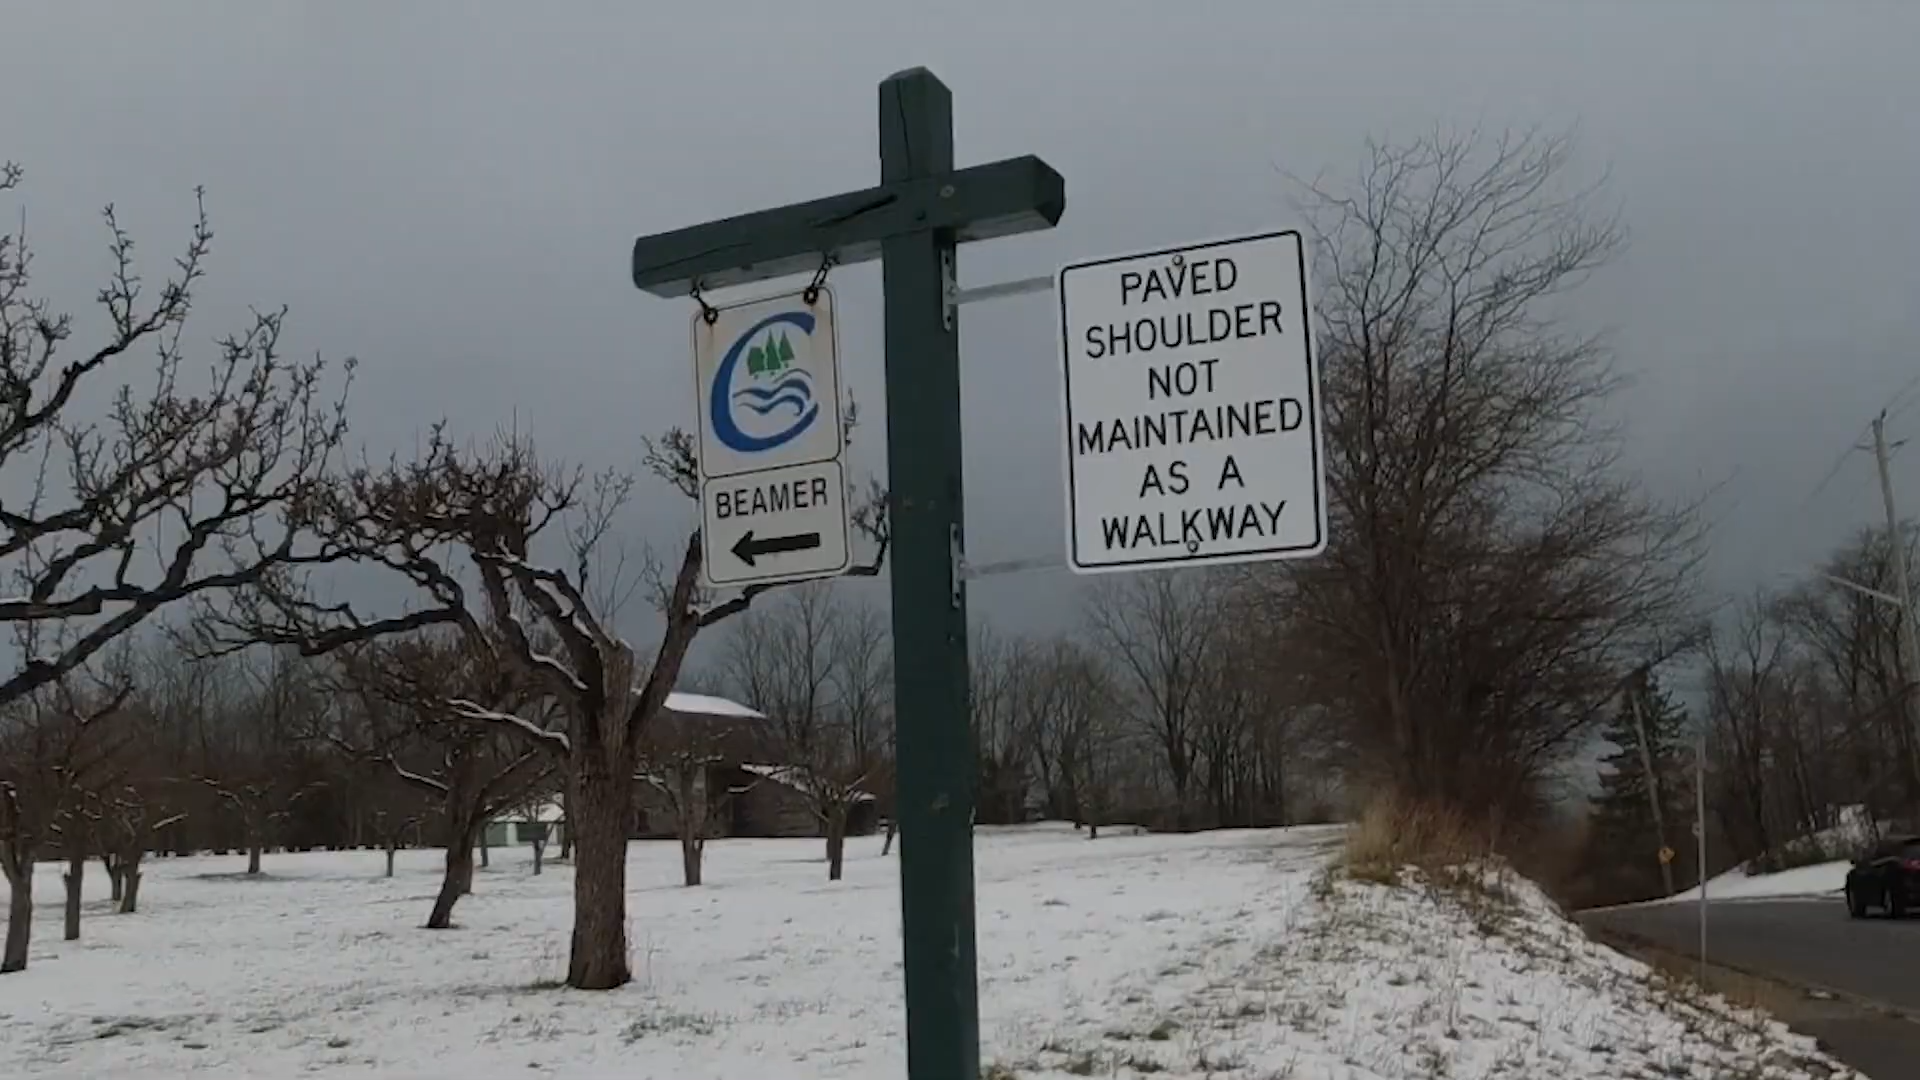 BEAMER
PAVED
SHOULDER
NOT
MAINTAINED
AS A
WALKWAY